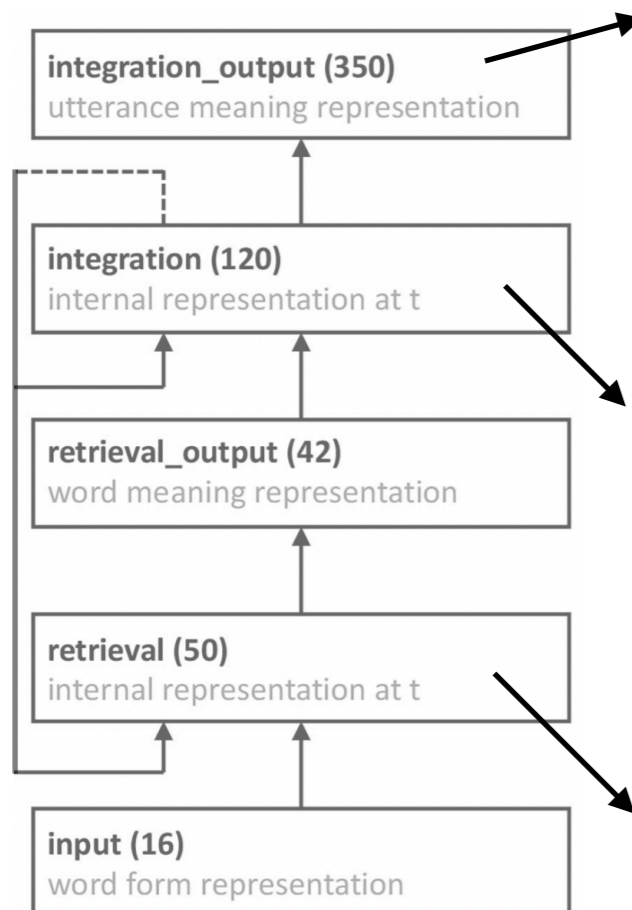 integration_output (350)
utterance meaning representation
integration (120)
internal representation at t
retrieval_output (42)
word meaning representation
retrieval (50)
internal representation at t
input (16)
word form representation